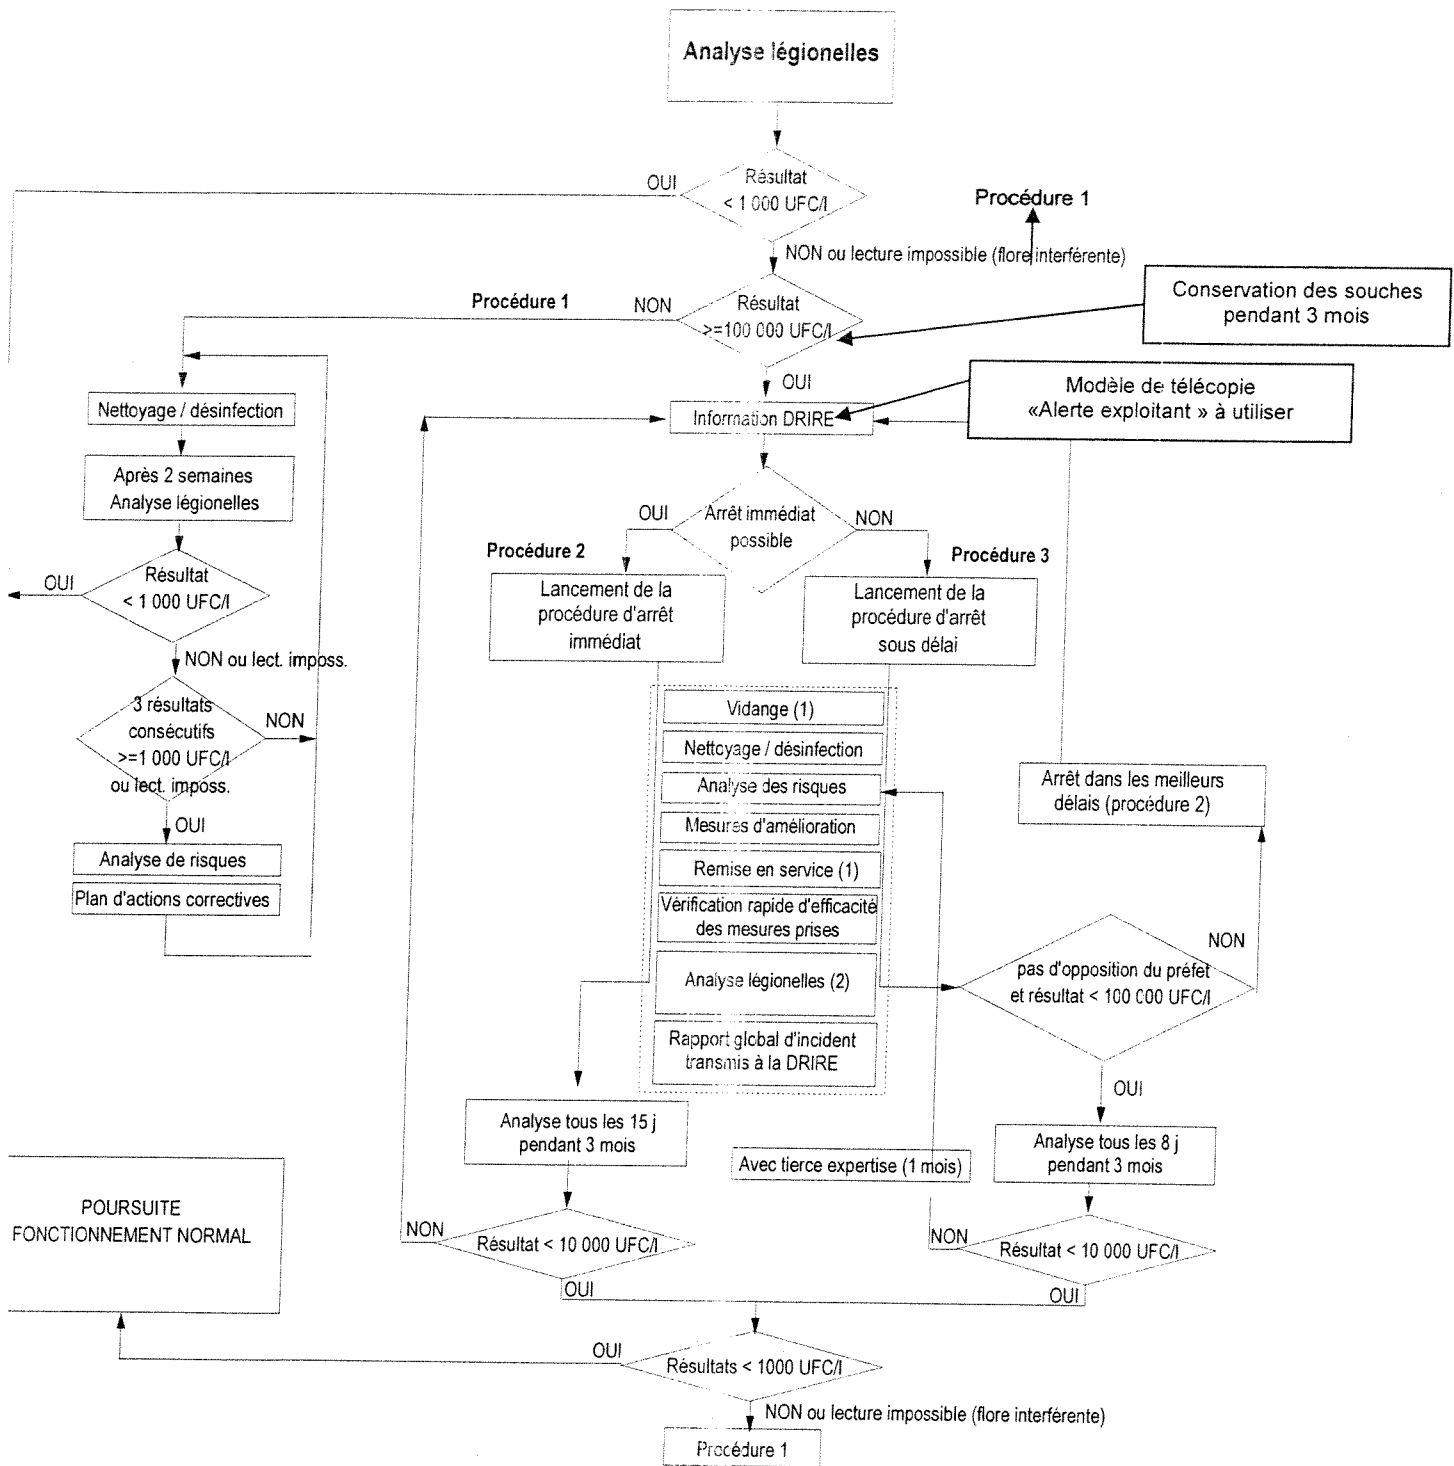 Analyse légionelles
OUI
Résultat
< 1 000 UFC/l
Procédure 1
NON ou lecture impossible (flore interférente)
Procédure 1
NON
Résultat
>=100 000 UFC/l
Conservation des souches
pendant 3 mois
OUI
Modèle de télécopie
«Alerte exploitant » à utiliser
Nettoyage / désinfection
Information DRIRE
Après 2 semaines
Analyse légionelles
OUI
Arrêt immédiat
possible
NON
Procédure 2
Procédure 3
OUI
Résultat
< 1 000 UFC/l
Lancement de la
procédure d'arrêt
immédiat
Lancement de la
procédure d'arrêt
sous délai
NON ou lect. imposs.
3 résultats
consécutifs
>=1 000 UFC/l
ou lect. imposs.
NON
OUI
Analyse de risques
Plan d'actions correctives
Vidange (1)
Nettoyage / désinfection
Analyse des risques
Mesures d'amélioration
Remise en service (1)
Vérification rapide d'efficacité
des mesures prises
Analyse légionelles (2)
Rapport global d'incident
transmis à la DRIRE
Arrêt dans les meilleurs
délais (procédure 2)
NON
pas d'opposition du préfet
et résultat < 100 000 UFC/l
OUI
Analyse tous les 15 j
pendant 3 mois
Avec tierce expertise (1 mois)
Analyse tous les 8 j
pendant 3 mois
POURSUITE
FONCTIONNEMENT NORMAL
NON
Résultat < 10 000 UFC/l
OUI
NON
Résultat < 10 000 UFC/l
OUI
OUI
Résultats < 1000 UFC/l
NON ou lecture impossible (flore interférente)
Procédure 1